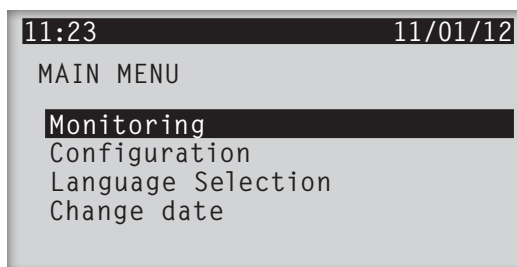 11:23 11/01/12
MAIN MENU
Monitoring
Configuration
Language Selection
Change date